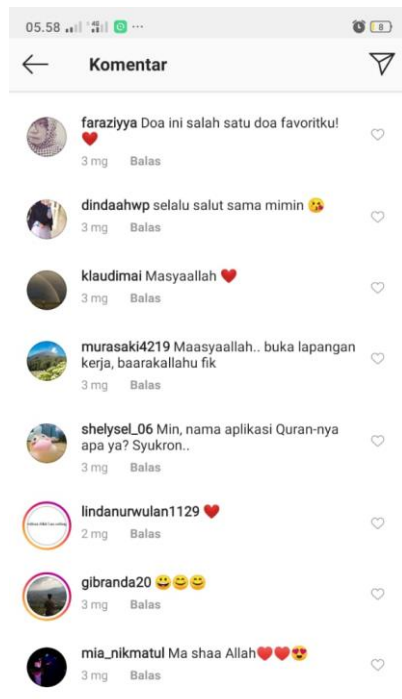 05.58
8
Komentar
faraziyya Doa ini salah satu doa favoritku!
❤️
3 mg Balas
dindaahwp selalu salut sama mimin 😘
3 mg Balas
klaudimai Masyaallah ❤️
3 mg Balas
murasaki4219 Maasyaallah.. buka lapangan
kerja, baarakallahu fik
3 mg Balas
shelysel_06 Min, nama aplikasi Quran-nya
apa ya? Syukron..
3 mg Balas
lindanurwulan1129 ❤️
2 mg Balas
gibranda20 😀😊😊
3 mg Balas
mia_nikmatul Ma shaa Allah❤️❤️😍
3 mg Balas